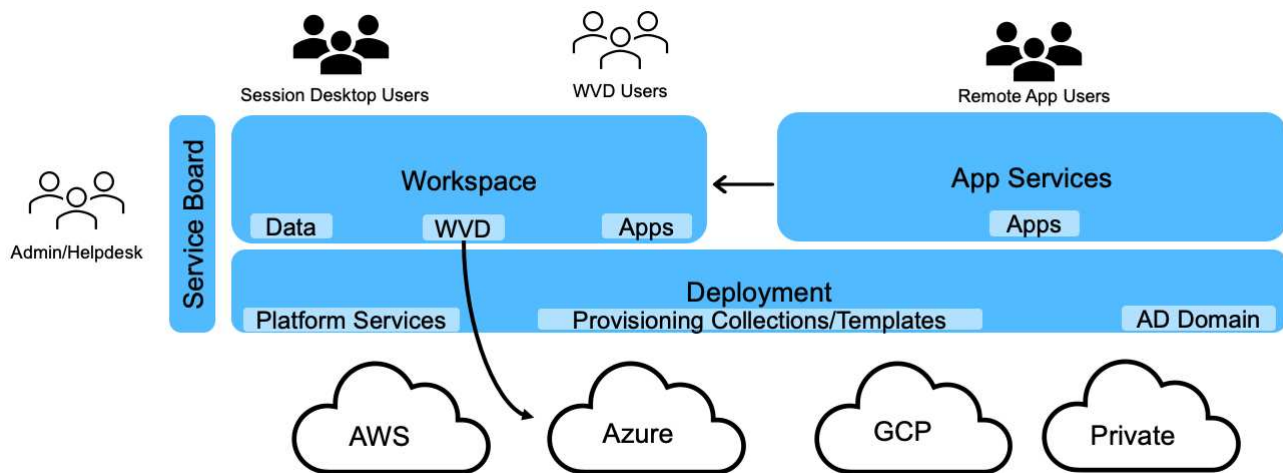 Session Desktop Users
WVD Users
Remote App Users
Admin/Helpdesk
Service Board
Workspace
Data
WVD
Apps
App Services
Apps
Deployment
Platform Services
Provisioning Collections/Templates
AD Domain
AWS
Azure
GCP
Private